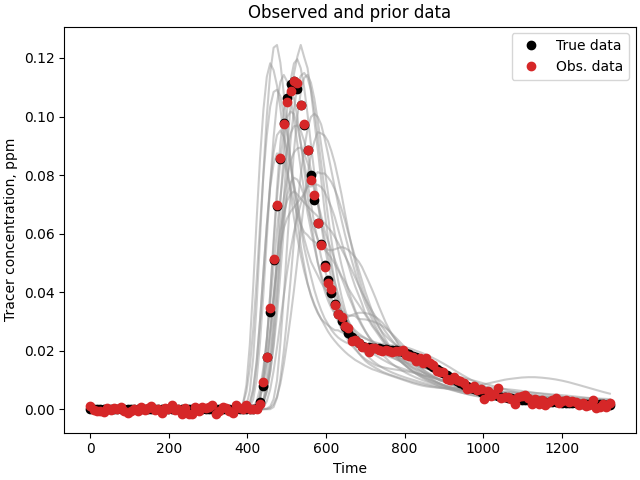 Observed and prior data
True data
Obs. data
Tracer concentration, ppm
0.12
0.10
0.08
0.06
0.04
0.02
0.00
0 200 400 600 800 1000 1200
Time